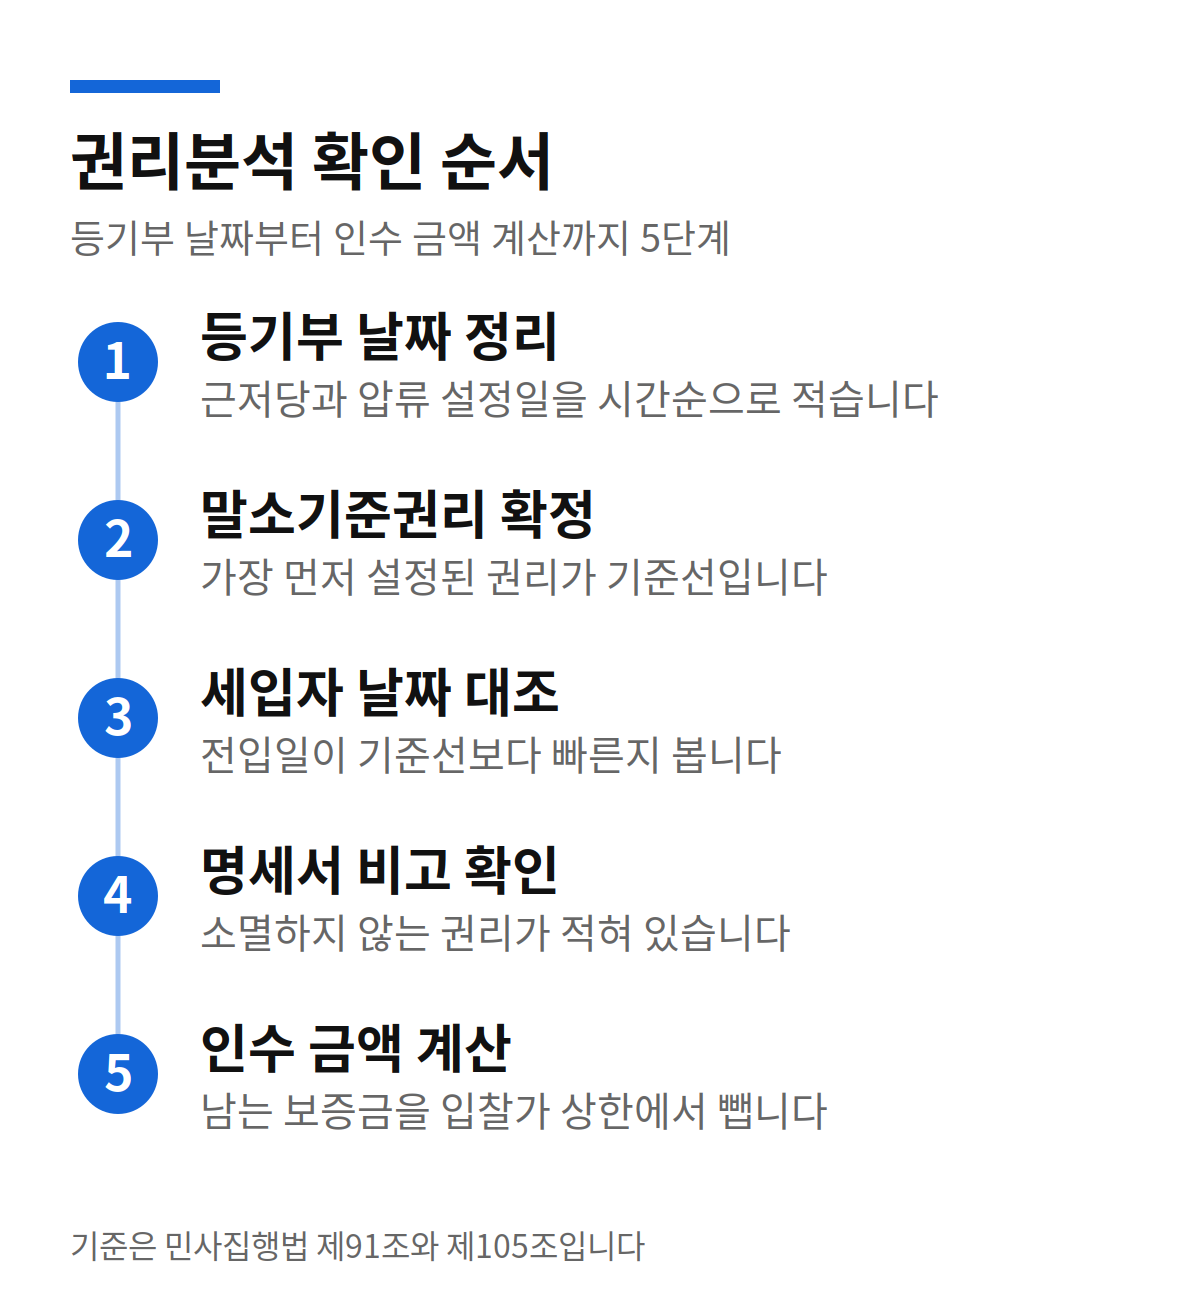 권리분석 확인 순서
등기부 날짜부터 인수 금액 계산까지 5단계
1
등기부 날짜 정리
근저당과 압류 설정일을 시간순으로 적습니다
2
말소기준권리 확정
가장 먼저 설정된 권리가 기준선입니다
3
세입자 날짜 대조
전입일이 기준선보다 빠른지 봅니다
4
명세서 비고 확인
소멸하지 않는 권리가 적혀 있습니다
5
인수 금액 계산
남는 보증금을 입찰가 상한에서 뺍니다
기준은 민사집행법 제91조와 제105조입니다